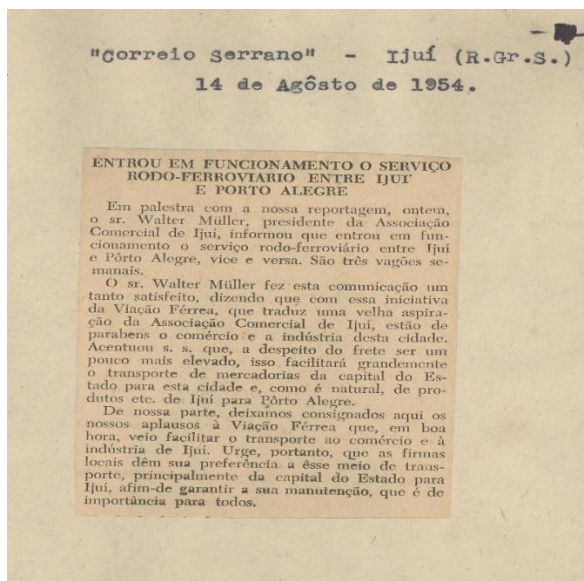 "Correio Serrano" - Ijuí (R.Gr.S.)
14 de Agôsto de 1954.
ENTROU EM FUNCIONAMENTO O SERVIÇO
RODO-FERROVIARIO ENTRE IJUI'
E PORTO ALEGRE
Em palestra com a nossa reportagem, ontem,
o sr. Walter Müller, presidente da Associação
Comercial de Ijuí, informou que entrou em fun-
cionamento o serviço rodo-ferroviário entre Ijuí
e Pôrto Alegre, vice e versa. São três vagões se-
manais.
O sr. Walter Müller fez esta comunicação um
tanto satisfeito, dizendo que com essa iniciativa
da Viação Férrea, que traduz uma velha aspira-
ção da Associação Comercial de Ijuí, estão de
parabens o comércio e a indústria desta cidade.
Acentuou s. s. que, a despeito do frete ser um
pouco mais elevado, isso facilitará grandemente
o transporte de mercadorias da capital do Es-
tado para esta cidade e, como é natural, de pro-
dutos etc. de Ijuí para Pôrto Alegre.
De nossa parte, deixamos consignados aqui os
nossos aplausos à Viação Férrea que, em boa
hora, veio facilitar o transporte ao comércio e à
indústria de Ijuí. Urge, portanto, que as firmas
locais dêm sua preferência a êsse meio de trans-
porte, principalmente da capital do Estado para
Ijuí, afim-de garantir a sua manutenção, que é de
importância para todos.